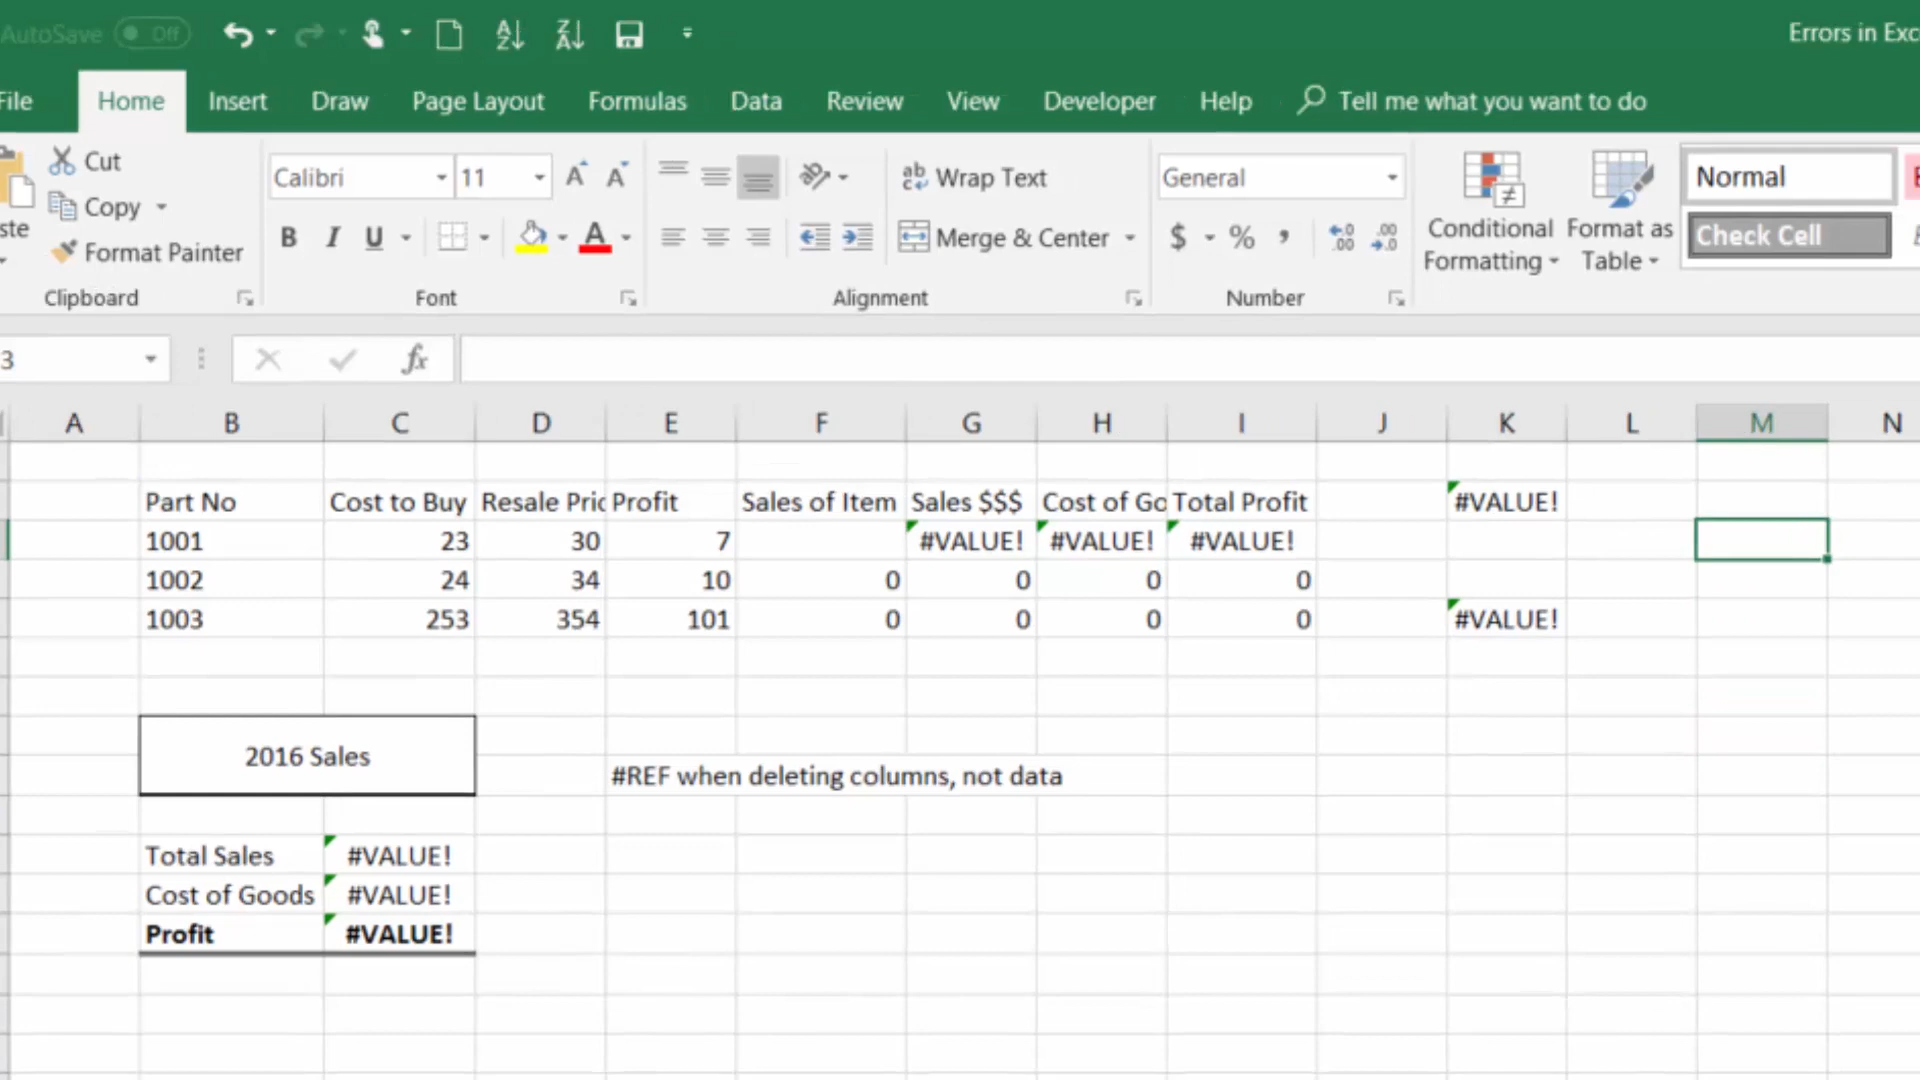 AutoSave Off Errors in Exc
File Home Insert Draw Page Layout Formulas Data Review View Developer Help Tell me what you want to do
Cut
Copy
Format Painter
ste
Clipboard
Calibri 11
B I U
Font
Wrap Text
Merge & Center
Alignment
General
$ % ,
Number
Conditional Formatting
Format as Table
Normal
Check Cell
3 fx
A B C D E F G H I J K L M N
Part No Cost to Buy Resale Pric Profit Sales of Item Sales $$$ Cost of Go Total Profit #VALUE!
1001 23 30 7 #VALUE! #VALUE! #VALUE!
1002 24 34 10 0 0 0 0
1003 253 354 101 0 0 0 0 #VALUE!
2016 Sales
#REF when deleting columns, not data
Total Sales #VALUE!
Cost of Goods #VALUE!
Profit #VALUE!